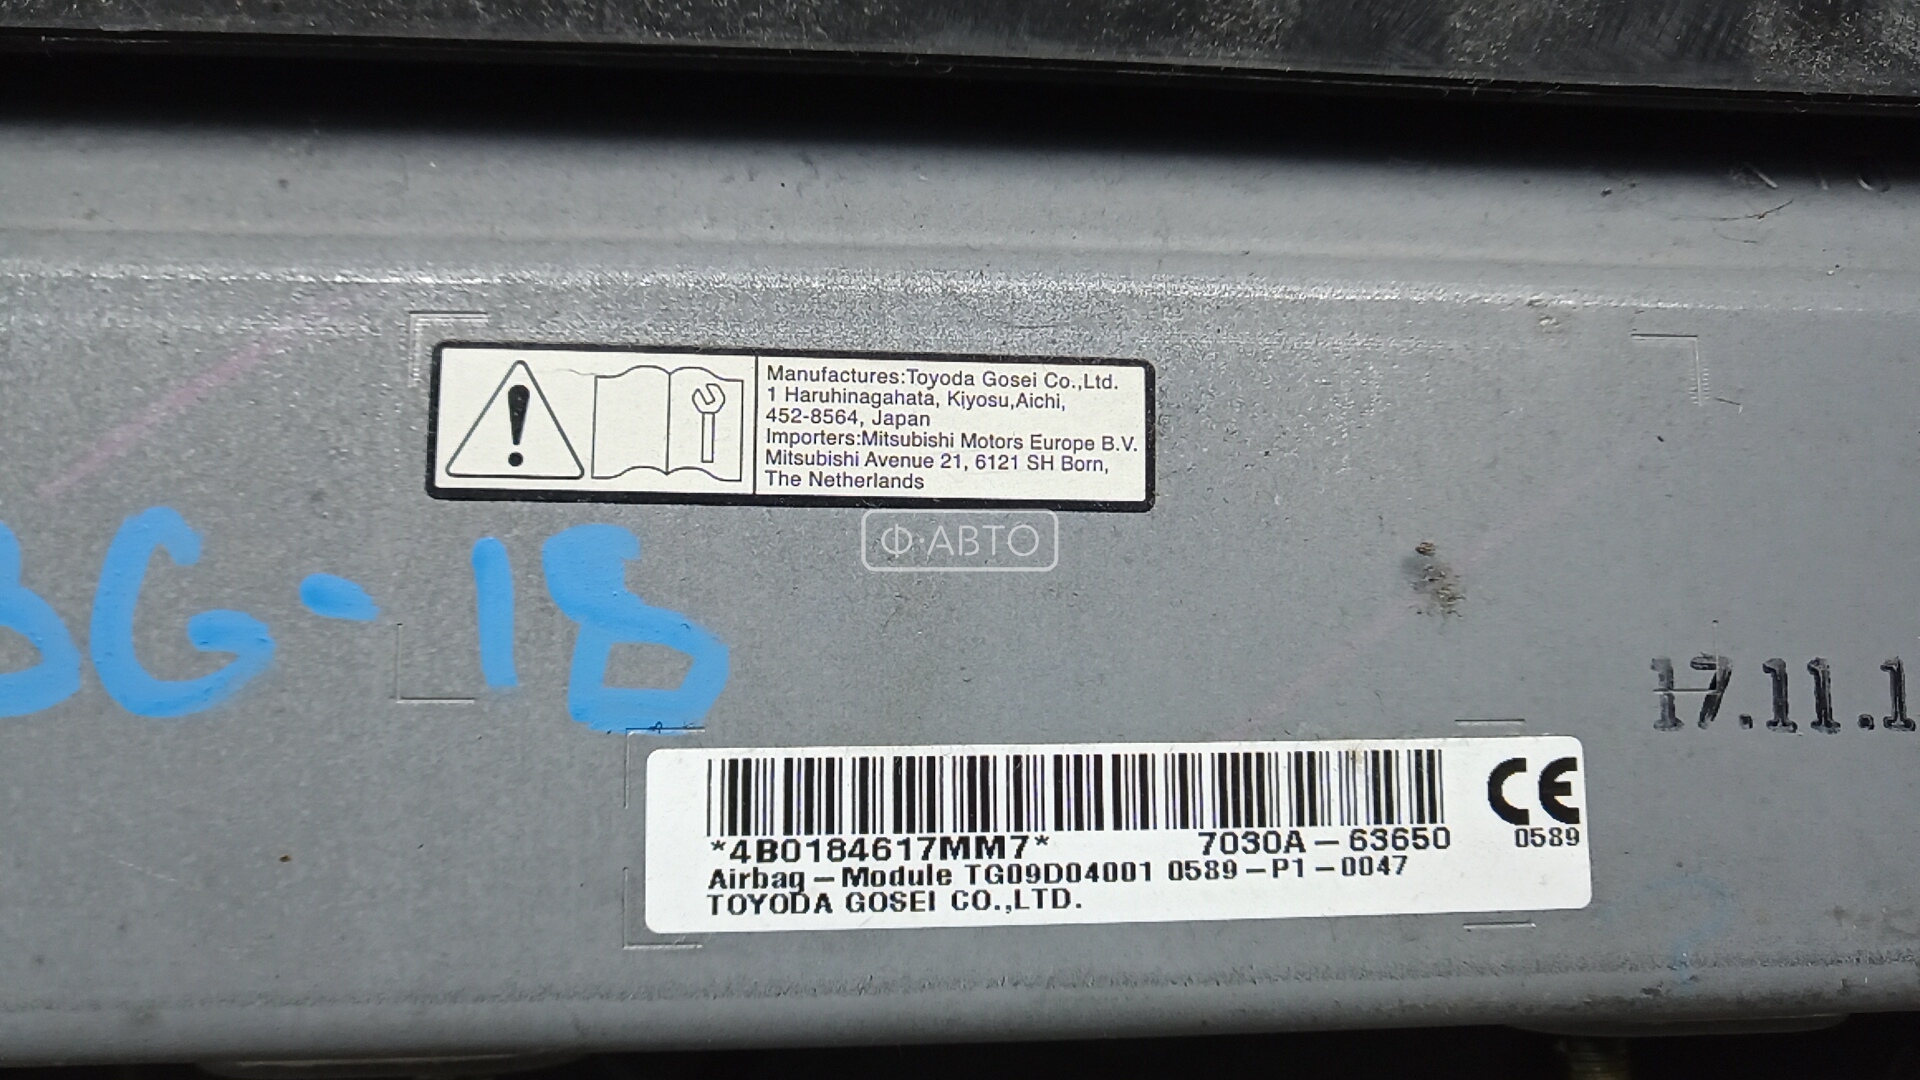 Manufactures:Toyoda Gosei Co.,Ltd.
1 Haruhinagahata, Kiyosu,Aichi,
452-8564, Japan
Importers:Mitsubishi Motors Europe B.V.
Mitsubishi Avenue 21, 6121 SH Born,
The Netherlands
Ф·АВТО
BG-18
17.11.1
*4B0184617MM7* 7030A-63650
CE 0589
Airbag-Module TG09D04001 0589-P1-0047
TOYODA GOSEI CO.,LTD.